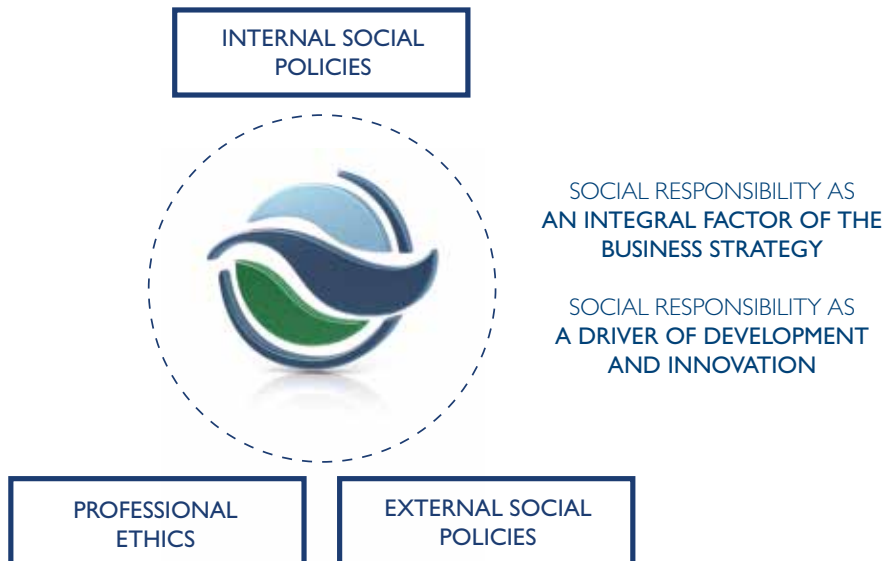 INTERNAL SOCIAL
POLICIES
SOCIAL RESPONSIBILITY AS
AN INTEGRAL FACTOR OF THE
BUSINESS STRATEGY
SOCIAL RESPONSIBILITY AS
A DRIVER OF DEVELOPMENT
AND INNOVATION
PROFESSIONAL
ETHICS
EXTERNAL SOCIAL
POLICIES